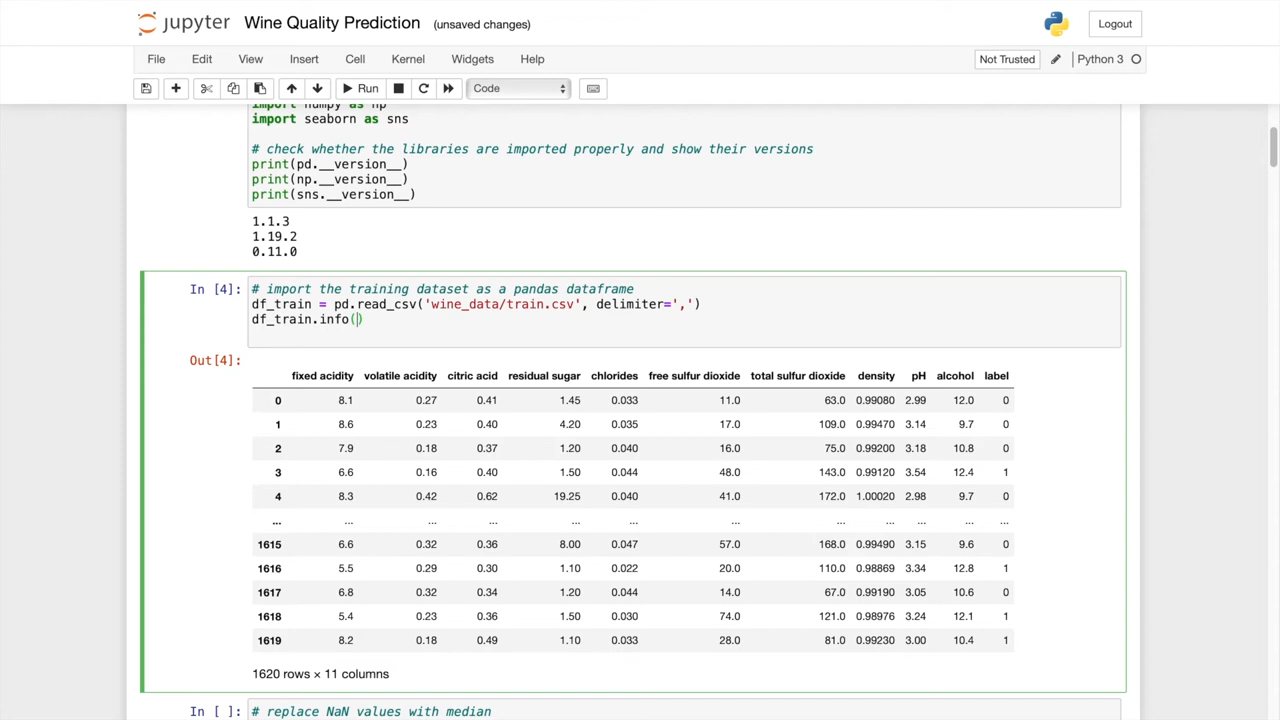 jupyter Wine Quality Prediction (unsaved changes) Logout
File Edit View Insert Cell Kernel Widgets Help Not Trusted Python 3
Run Code
import numpy as np
import seaborn as sns
# check whether the libraries are imported properly and show their versions
print(pd.__version__)
print(np.__version__)
print(sns.__version__)
1.1.3
1.19.2
0.11.0
In [4]: # import the training dataset as a pandas dataframe
df_train = pd.read_csv('wine_data/train.csv', delimiter=',')
df_train.info()
Out[4]:
fixed acidity volatile acidity citric acid residual sugar chlorides free sulfur dioxide total sulfur dioxide density pH alcohol label
0 8.1 0.27 0.41 1.45 0.033 11.0 63.0 0.99080 2.99 12.0 0
1 8.6 0.23 0.40 4.20 0.035 17.0 109.0 0.99470 3.14 9.7 0
2 7.9 0.18 0.37 1.20 0.040 16.0 75.0 0.99200 3.18 10.8 0
3 6.6 0.16 0.40 1.50 0.044 48.0 143.0 0.99120 3.54 12.4 1
4 8.3 0.42 0.62 19.25 0.040 41.0 172.0 1.00020 2.98 9.7 0
... ... ... ... ... ... ... ... ... ... ... ...
1615 6.6 0.32 0.36 8.00 0.047 57.0 168.0 0.99490 3.15 9.6 0
1616 5.5 0.29 0.30 1.10 0.022 20.0 110.0 0.98869 3.34 12.8 1
1617 6.8 0.32 0.34 1.20 0.044 14.0 67.0 0.99190 3.05 10.6 0
1618 5.4 0.23 0.36 1.50 0.030 74.0 121.0 0.98976 3.24 12.1 1
1619 8.2 0.18 0.49 1.10 0.033 28.0 81.0 0.99230 3.00 10.4 1
1620 rows × 11 columns
In [ ]: # replace NaN values with median